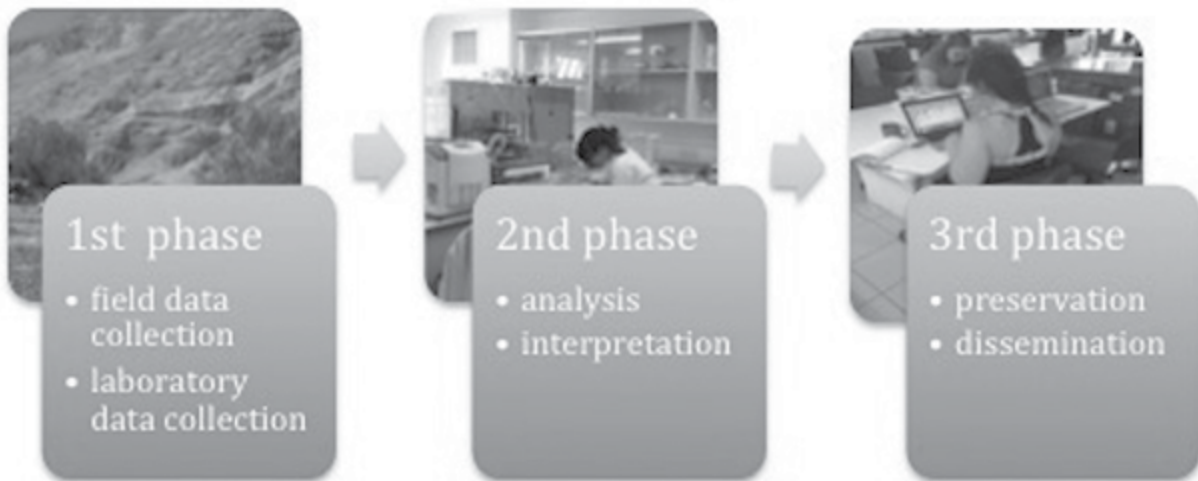 1st phase
• field data
collection
• laboratory
data collection
2nd phase
• analysis
• interpretation
3rd phase
• preservation
• dissemination